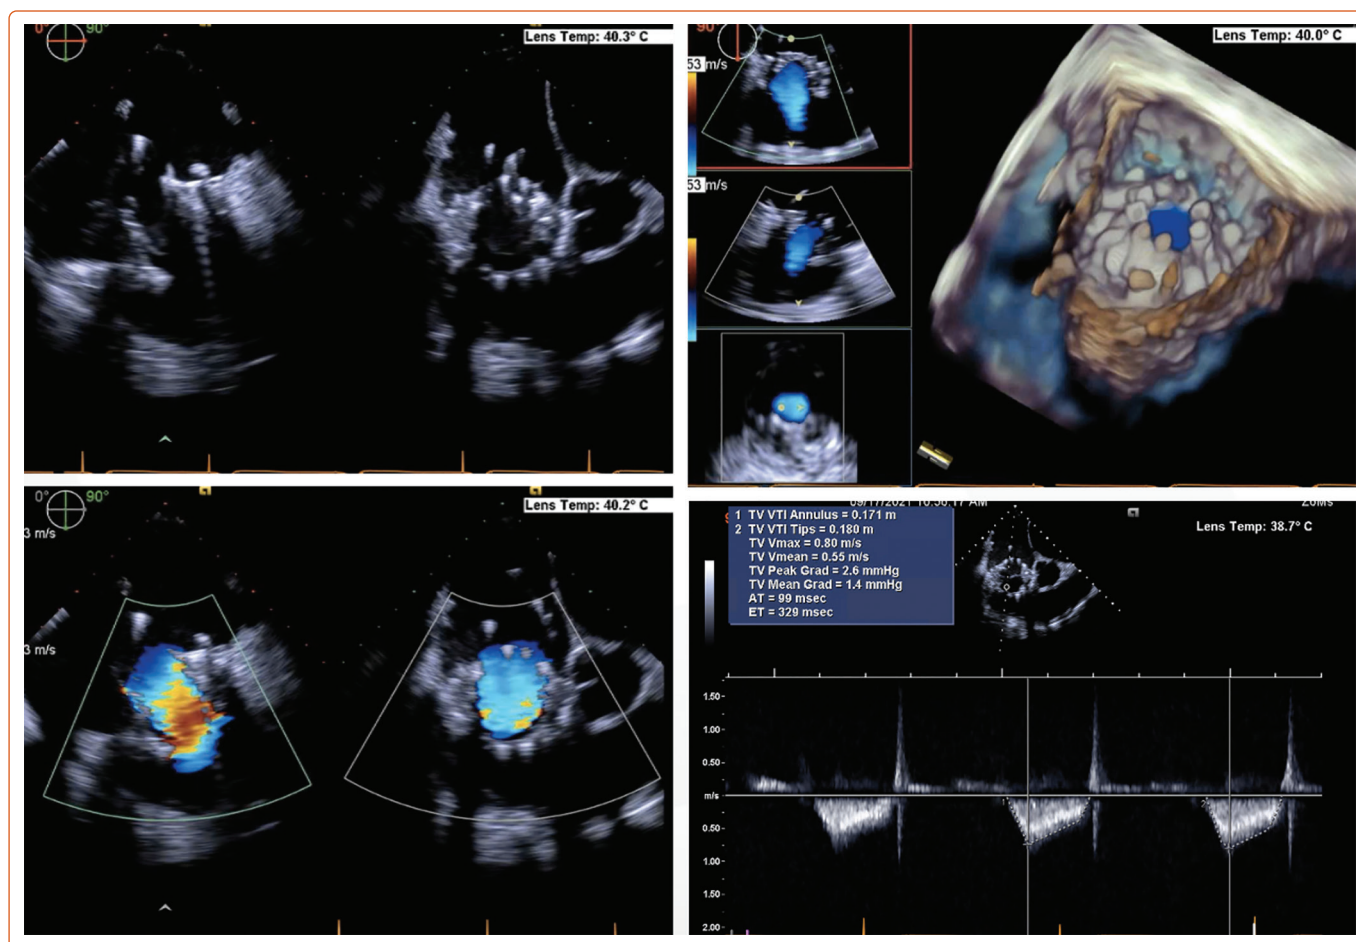 0° 90°
Lens Temp: 40.3° C
90°
Lens Temp: 40.0° C
53 m/s
53 m/s
0° 90°
Lens Temp: 40.2° C
3 m/s
3 m/s
Lens Temp: 38.7° C
1 TV VTI Annulus = 0.171 m
2 TV VTI Tips = 0.180 m
TV Vmax = 0.80 m/s
TV Vmean = 0.55 m/s
TV Peak Grad = 2.6 mmHg
TV Mean Grad = 1.4 mmHg
AT = 99 msec
ET = 329 msec
1.50
1.00
0.50
m/s
0.50
1.00
1.50
2.00